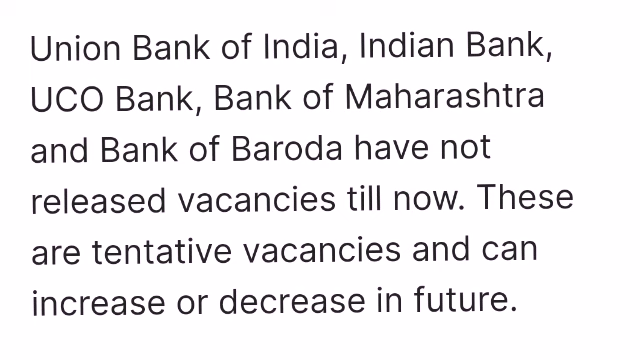 Union Bank of India, Indian Bank,
UCO Bank, Bank of Maharashtra
and Bank of Baroda have not
released vacancies till now. These
are tentative vacancies and can
increase or decrease in future.